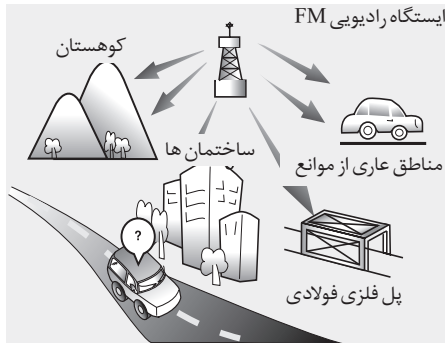 ایستگاه رادیویی FM
کوهستان
ساختمان ها
مناطق عاری از موانع
?
پل فلزی فولادی